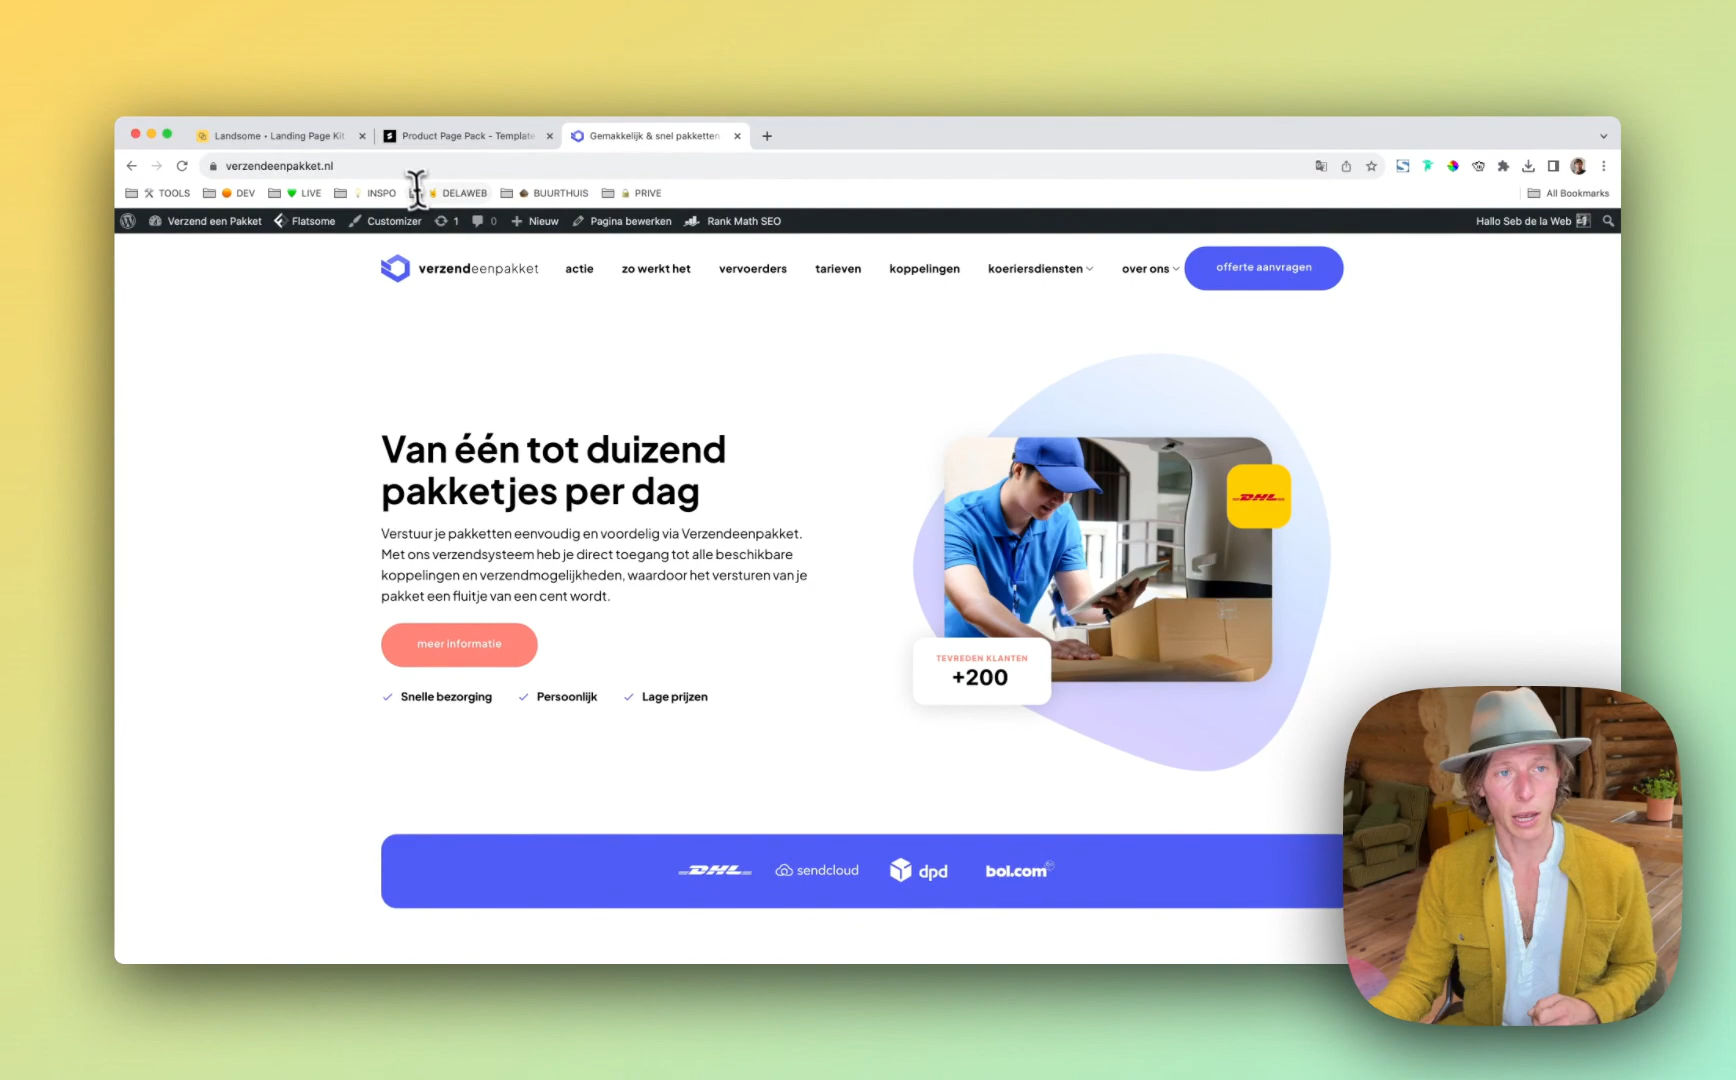 Landsome • Landing Page Kit
Product Page Pack - Template
Gemakkelijk & snel pakketten
verzendeenpakket.nl
TOOLS
DEV
LIVE
INSPO
DELAWEB
BUURTHUIS
PRIVE
All Bookmarks
Verzend een Pakket
Flatsome
Customizer
1
0
Nieuw
Pagina bewerken
Rank Math SEO
Hallo Seb de la Web
verzendeenpakket
actie
zo werkt het
vervoerders
tarieven
koppelingen
koeriersdiensten
over ons
offerte aanvragen
Van één tot duizend
pakketjes per dag
Verstuur je pakketten eenvoudig en voordelig via Verzendeenpakket.
Met ons verzendsysteem heb je direct toegang tot alle beschikbare
koppelingen en verzendmogelijkheden, waardoor het versturen van je
pakket een fluitje van een cent wordt.
meer informatie
Snelle bezorging
Persoonlijk
Lage prijzen
DHL
TEVREDEN KLANTEN
+200
DHL
sendcloud
dpd
bol.com